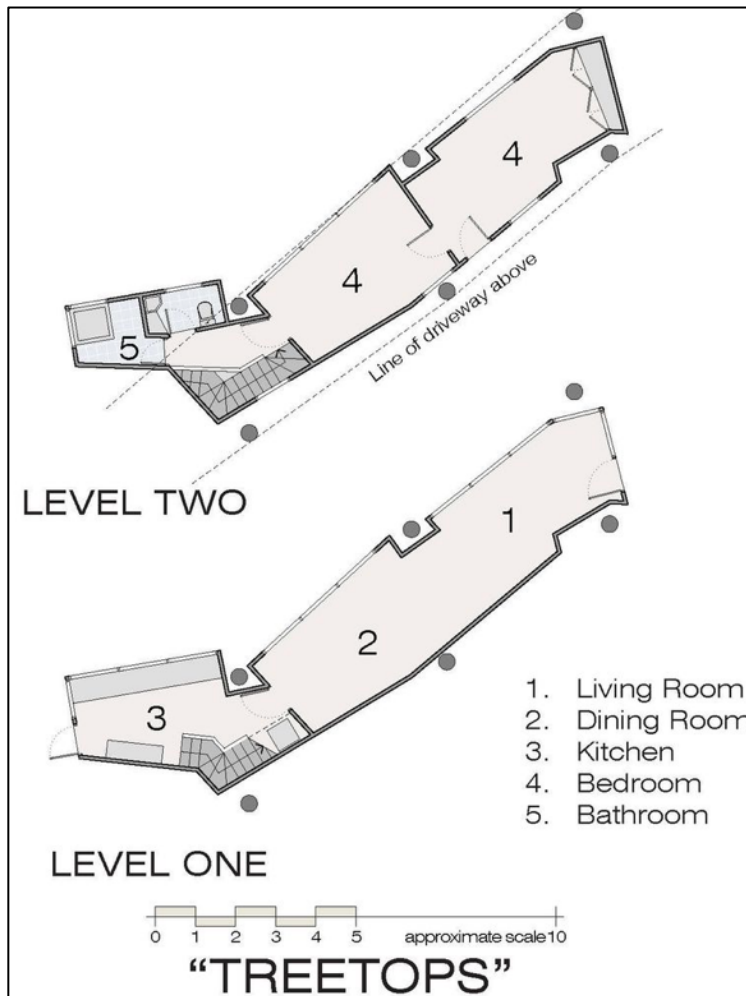 4
4
5
Line of driveway above
LEVEL TWO
1
2
3
1. Living Room
2. Dining Room
3. Kitchen
4. Bedroom
5. Bathroom
LEVEL ONE
0 1 2 3 4 5 approximate scale 10
“TREETOPS”